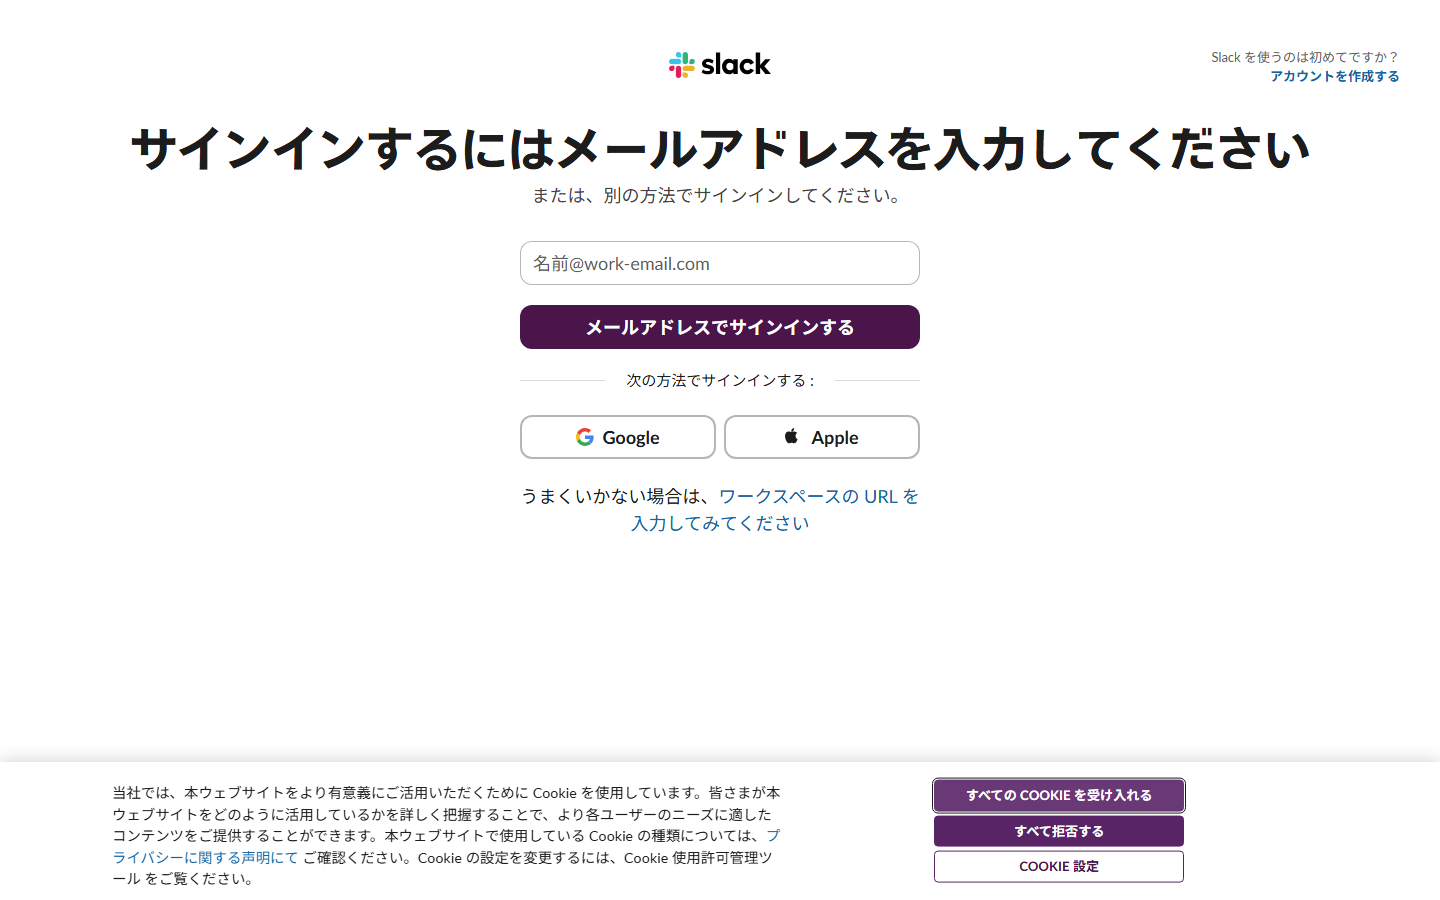 slack
Slack を使うのは初めてですか？
アカウントを作成する
サインインするにはメールアドレスを入力してください
または、別の方法でサインインしてください。
名前@work-email.com
メールアドレスでサインインする
次の方法でサインインする :
Google
Apple
うまくいかない場合は、ワークスペースの URL を
入力してみてください
当社では、本ウェブサイトをより有意義にご活用いただくために Cookie を使用しています。皆さまが本
ウェブサイトをどのように活用しているかを詳しく把握することで、より各ユーザーのニーズに適した
コンテンツをご提供することができます。本ウェブサイトで使用している Cookie の種類については、プ
ライバシーに関する声明にて ご確認ください。Cookie の設定を変更するには、Cookie 使用許可管理ツ
ール をご覧ください。
すべての COOKIE を受け入れる
すべて拒否する
COOKIE 設定